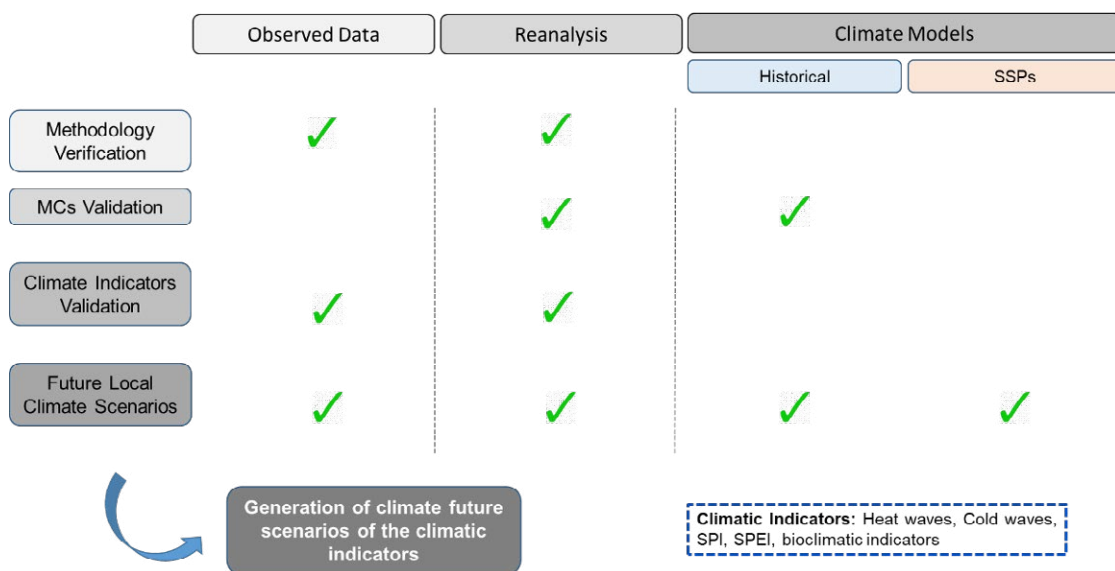 Observed Data
Reanalysis
Climate Models
Historical
SSPs
Methodology
Verification
MCs Validation
Climate Indicators
Validation
Future Local
Climate Scenarios
Generation of climate future
scenarios of the climatic
indicators
Climatic Indicators: Heat waves, Cold waves,
SPI, SPEI, bioclimatic indicators